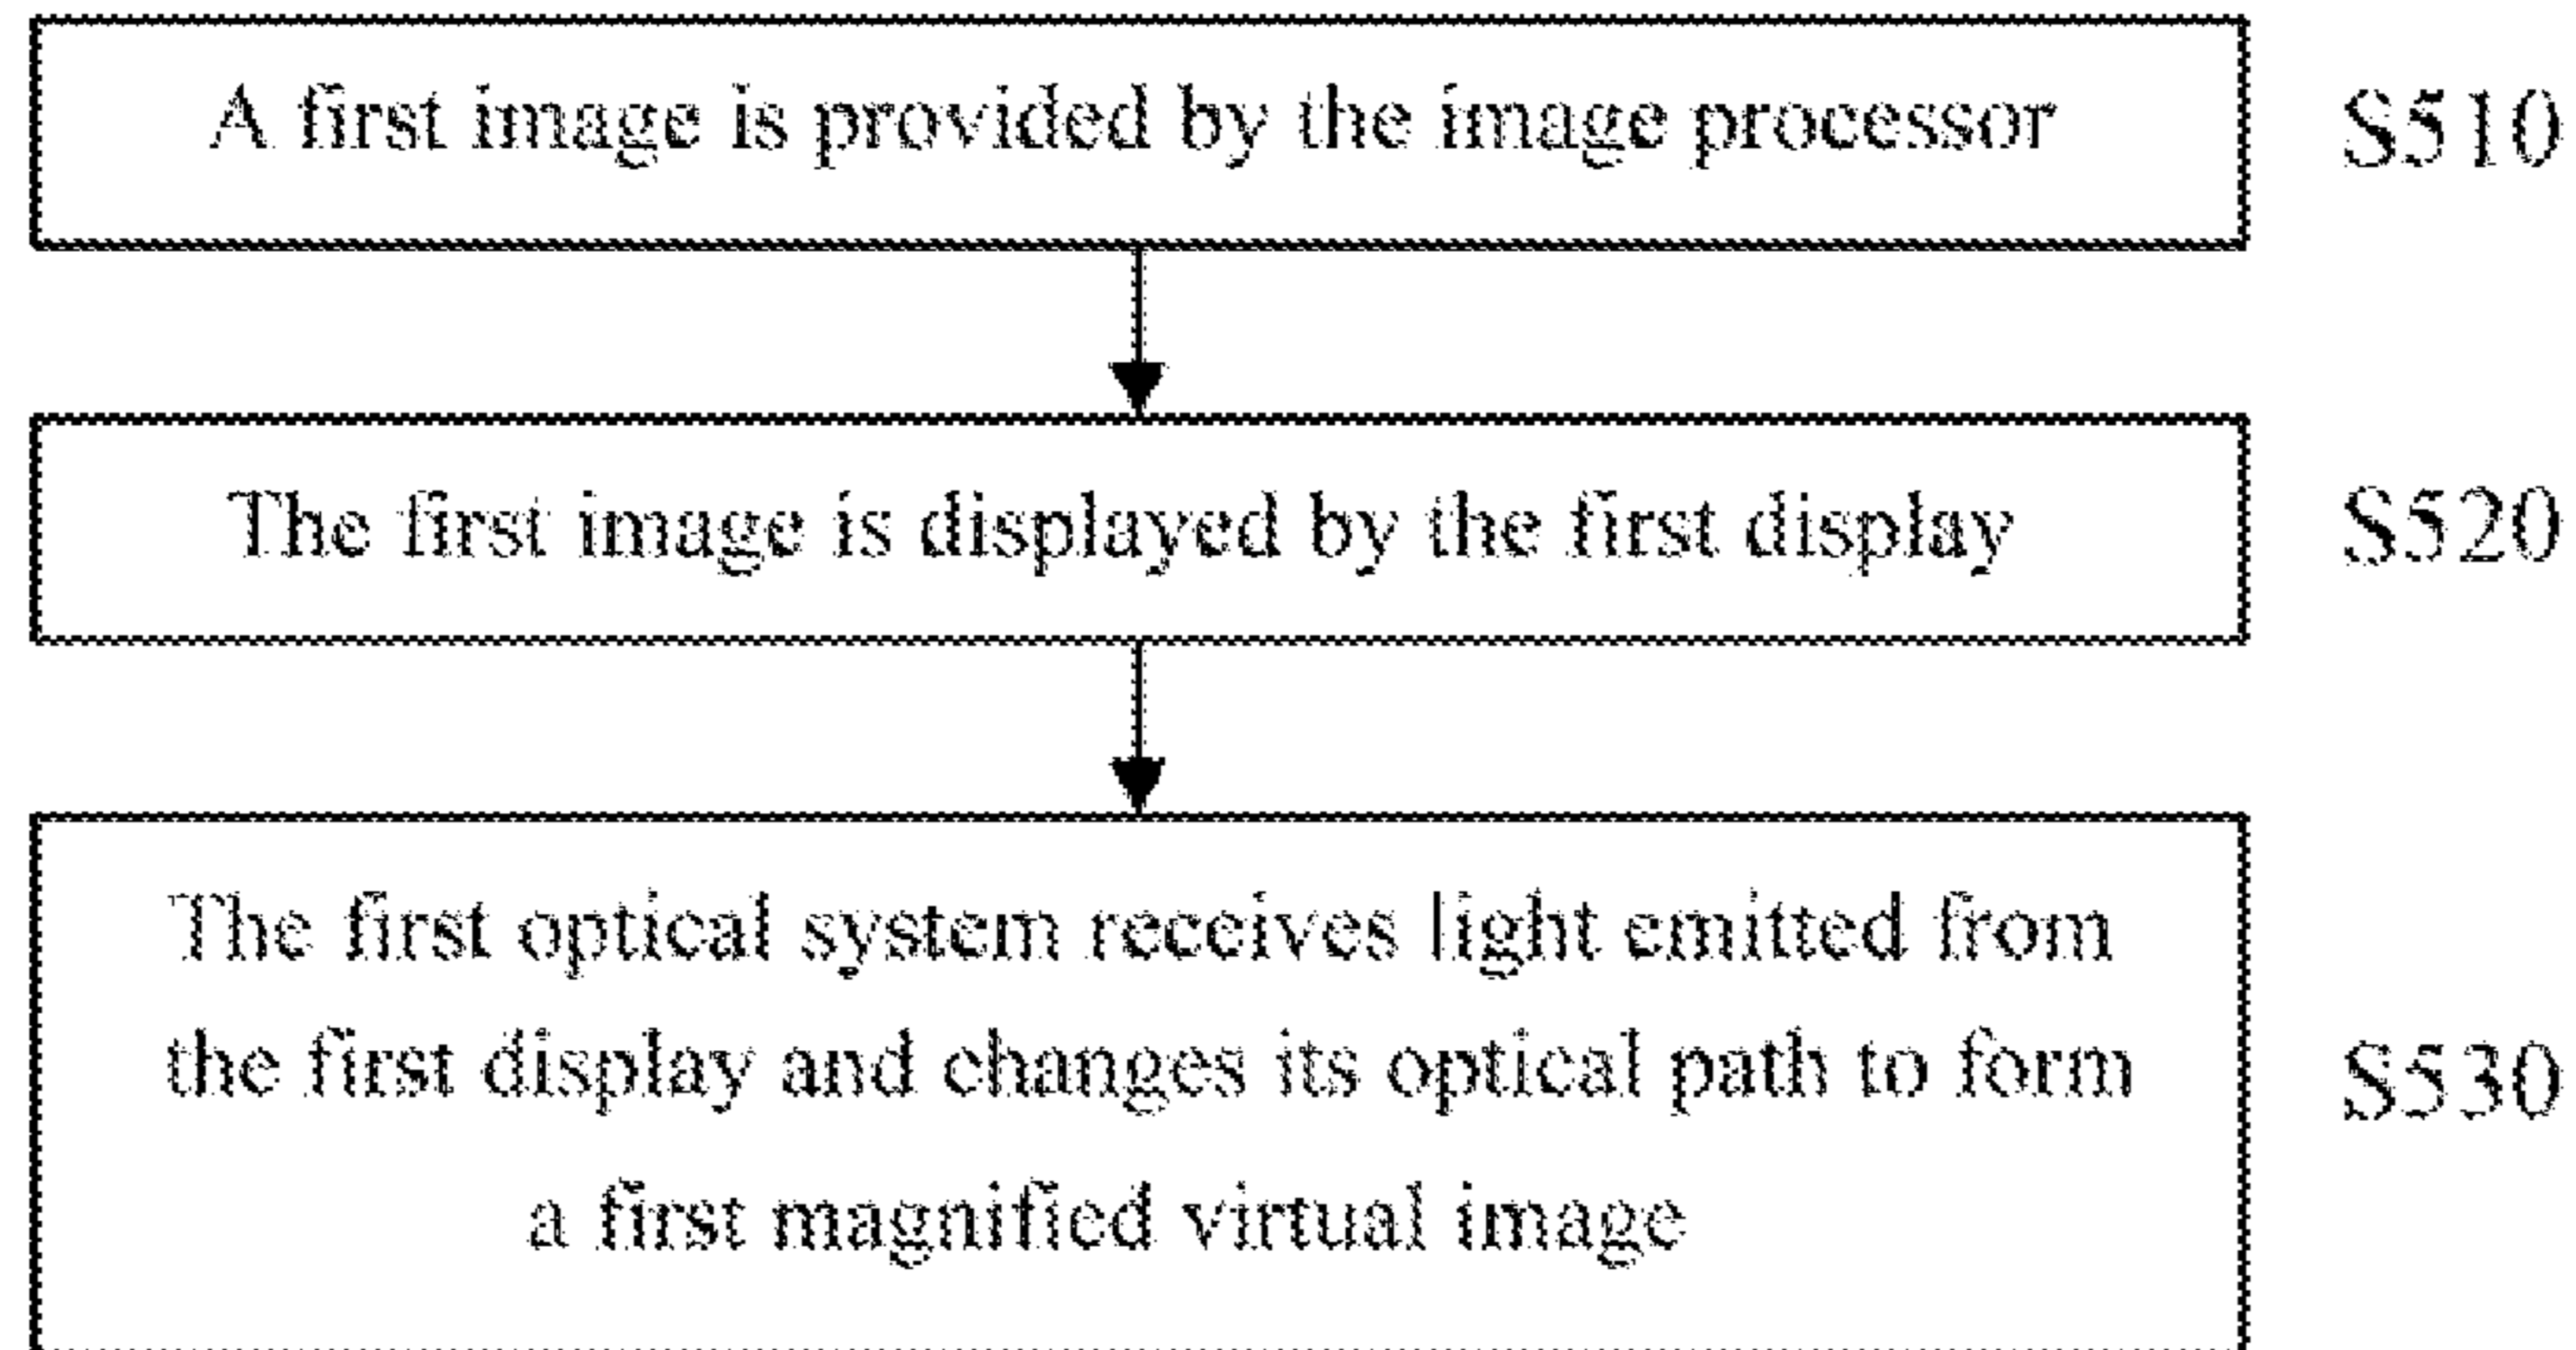 A first image is provided by the image processor
S510
The first image is displayed by the first display
S520
The first optical system receives light emitted from
the first display and changes its optical path to form
a first magnified virtual image
S530